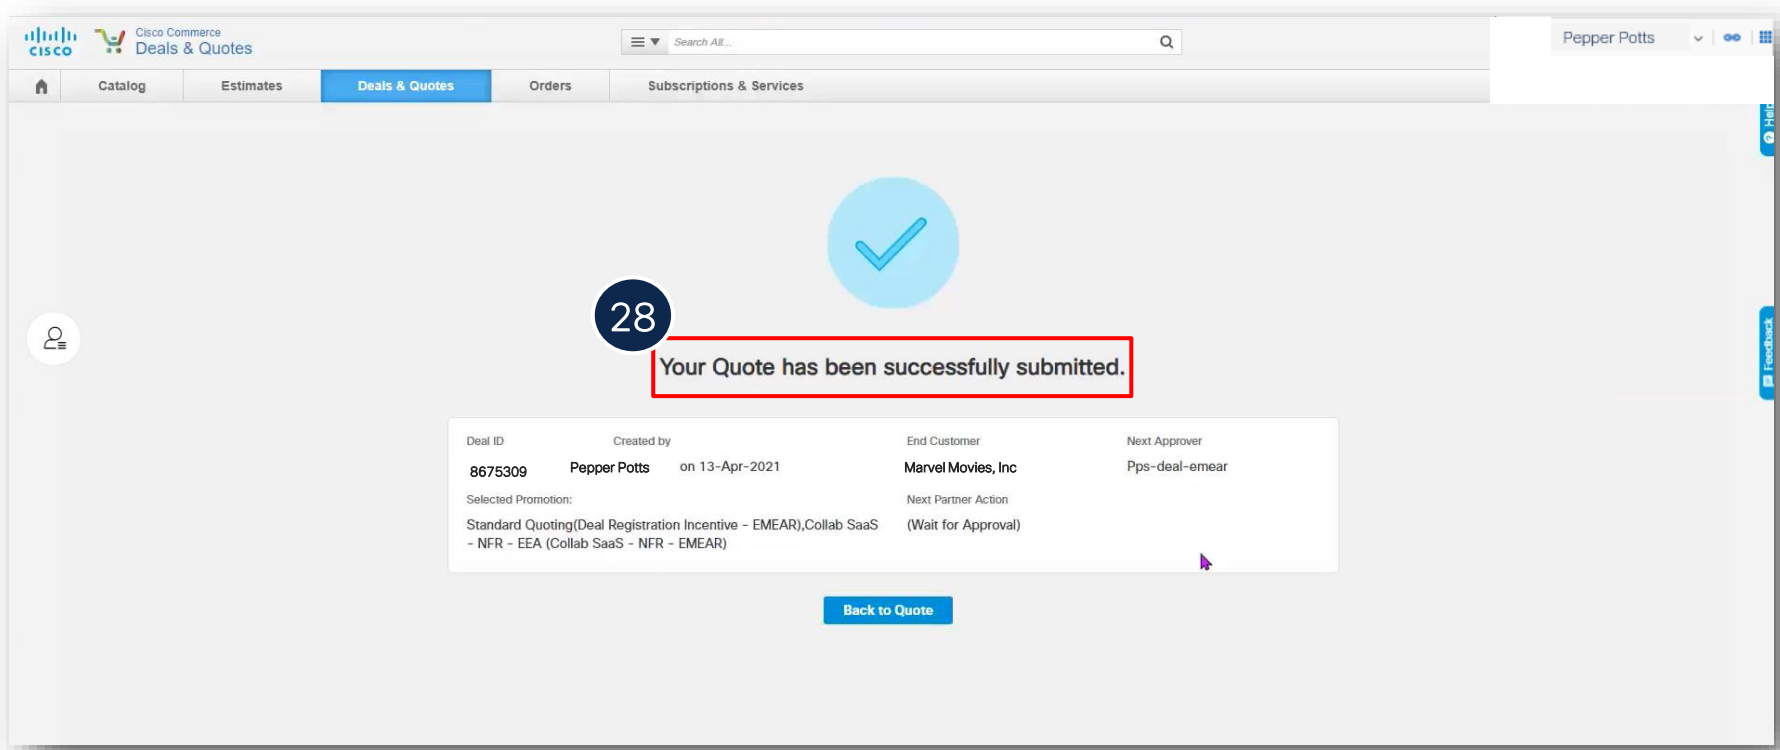 CISCO
Cisco Commerce
Deals & Quotes
Search All...
Pepper Potts
Catalog
Estimates
Deals & Quotes
Orders
Subscriptions & Services
Help
28
Your Quote has been successfully submitted.
Feedback
Deal ID
Created by
End Customer
Next Approver
8675309
Pepper Potts on 13-Apr-2021
Marvel Movies, Inc
Pps-deal-emear
Selected Promotion:
Next Partner Action
Standard Quoting(Deal Registration Incentive - EMEAR),Collab SaaS
- NFR - EEA (Collab SaaS - NFR - EMEAR)
(Wait for Approval)
Back to Quote